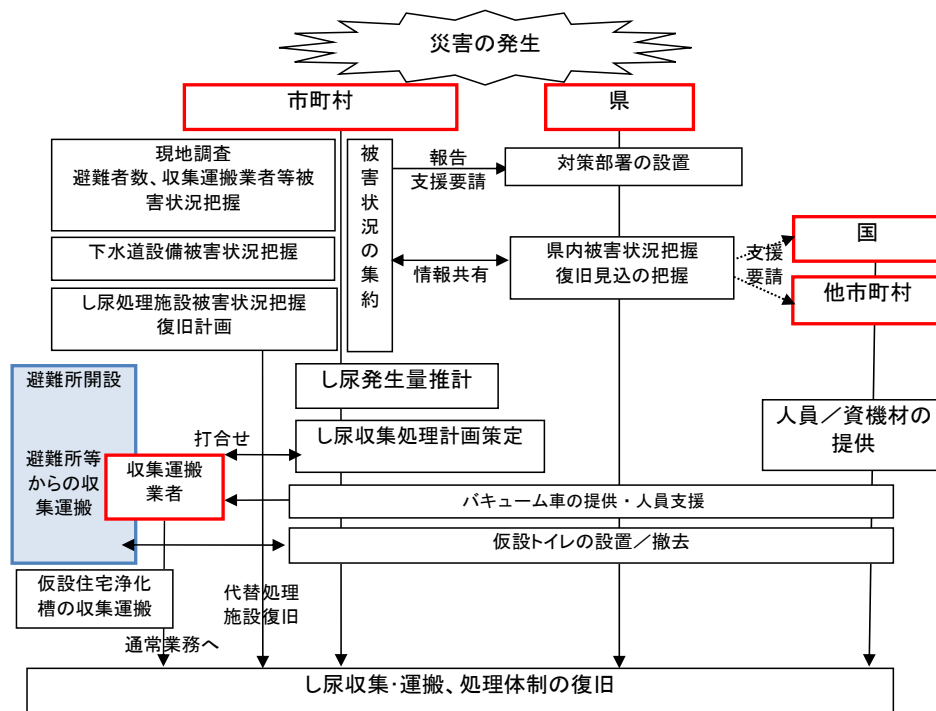 災害の発生
市町村
県
現地調査
避難者数、収集運搬業者等被
害状況把握
被害状況の集約
報告
支援要請
対策部署の設置
下水道設備被害状況把握
情報共有
県内被害状況把握
復旧見込の把握
支援
要請
国
他市町村
し尿処理施設被害状況把握
復旧計画
避難所開設
し尿発生量推計
人員／資機材の
提供
打合せ
し尿収集処理計画策定
避難所等
からの収
集運搬
収集運搬
業者
バキューム車の提供・人員支援
仮設トイレの設置／撤去
仮設住宅浄化
槽の収集運搬
代替処理
施設復旧
通常業務へ
し尿収集・運搬、処理体制の復旧